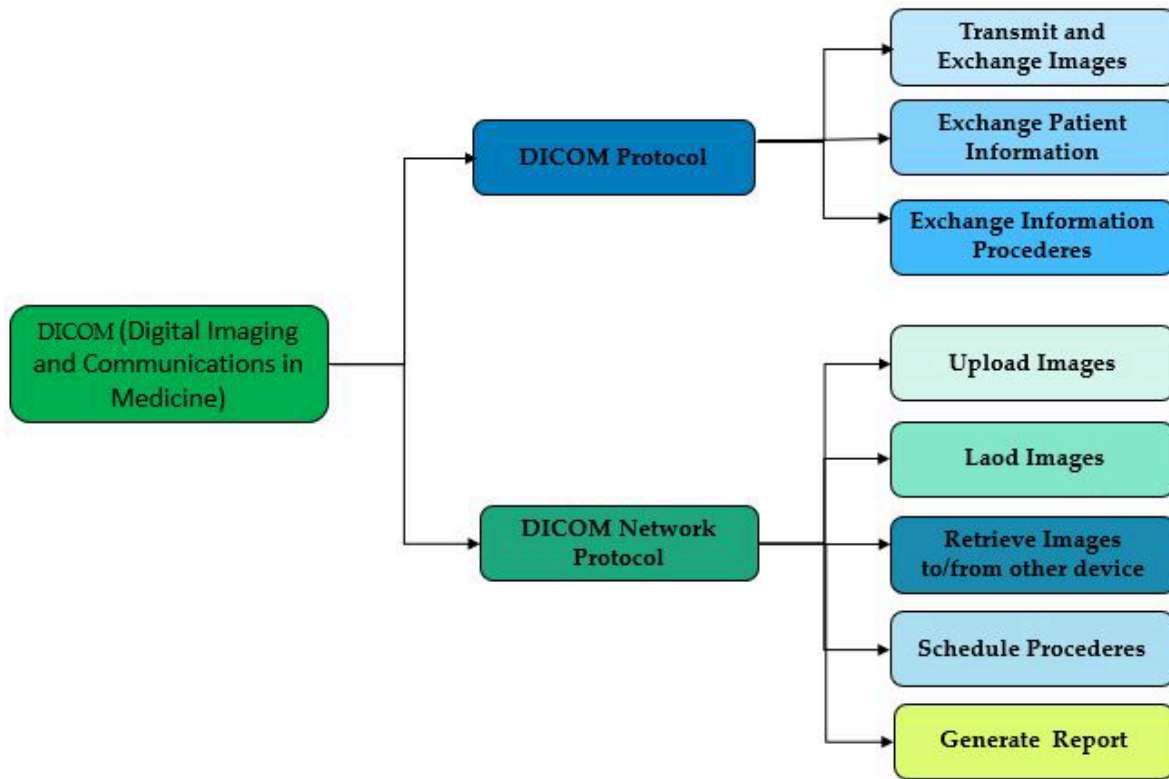 Transmit and
Exchange Images
DICOM Protocol
Exchange Patient
Information
Exchange Information
Procederes
DICOM (Digital Imaging
and Communications in
Medicine)
Upload Images
Laod Images
DICOM Network
Protocol
Retrieve Images
to/from other device
Schedule Procederes
Generate Report